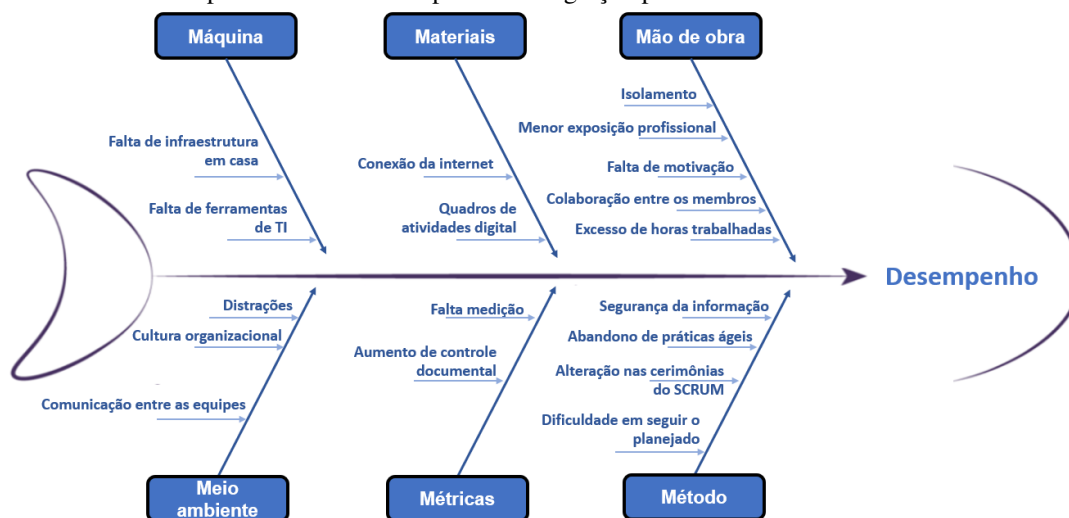 Máquina
Materiais
Mão de obra
Isolamento
Menor exposição profissional
Falta de infraestrutura
em casa
Conexão da internet
Falta de motivação
Colaboração entre os membros
Falta de ferramentas
de TI
Quadros de
atividades digital
Excesso de horas trabalhadas
Desempenho
Distrações
Cultura organizacional
Comunicação entre as equipes
Falta medição
Aumento de controle
documental
Segurança da informação
Abandono de práticas ágeis
Alteração nas cerimônias
do SCRUM
Dificuldade em seguir o
planejado
Meio
ambiente
Métricas
Método